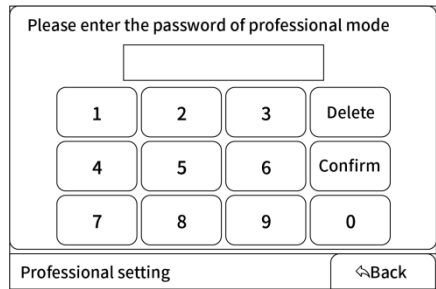 Please enter the password of professional mode
1 2 3 Delete
4 5 6 Confirm
7 8 9 0
Professional setting Back